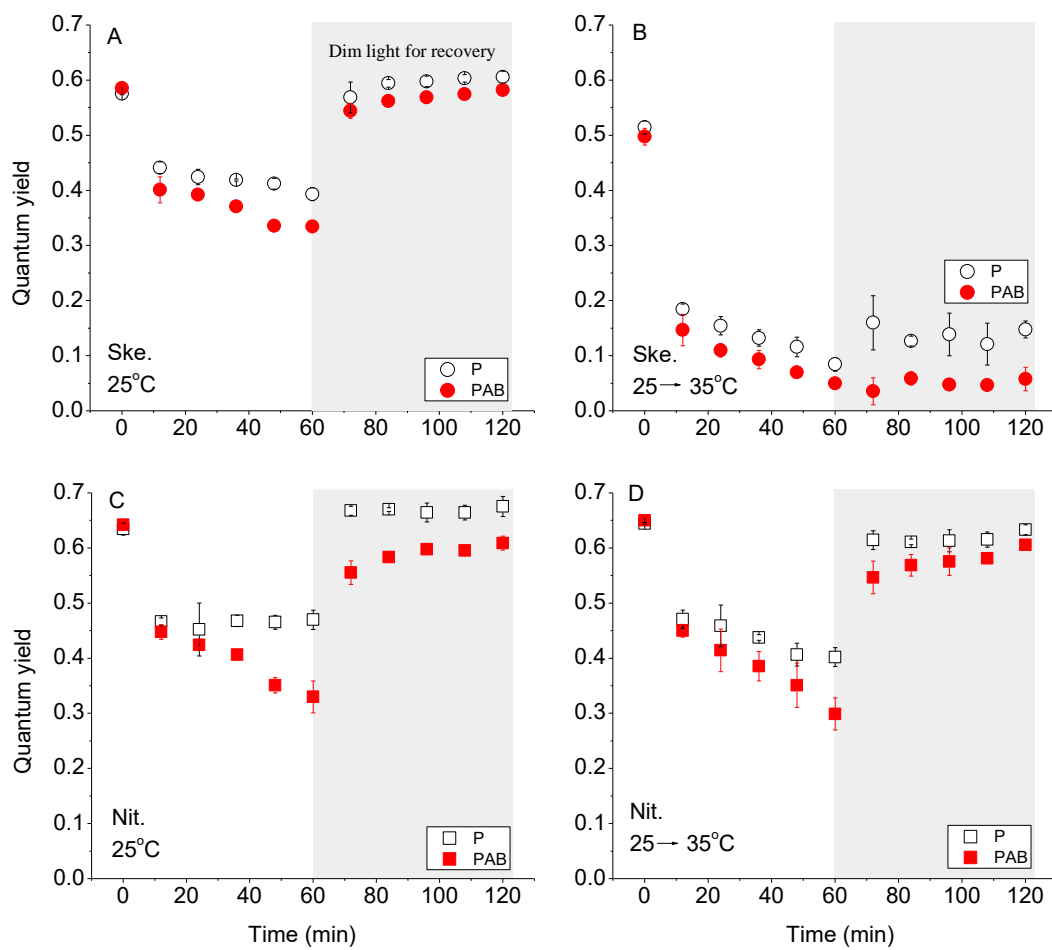 A
Dim light for recovery
Quantum yield
0.7
0.6
0.5
0.4
0.3
0.2
0.1
0.0
Ske.
25°C
P
PAB
0 20 40 60 80 100 120
B
0.7
0.6
0.5
0.4
0.3
0.2
0.1
0.0
P
PAB
Ske.
25→35°C
0 20 40 60 80 100 120
C
Quantum yield
0.7
0.6
0.5
0.4
0.3
0.2
0.1
0.0
Nit.
25°C
P
PAB
0 20 40 60 80 100 120
Time (min)
D
0.7
0.6
0.5
0.4
0.3
0.2
0.1
0.0
Nit.
25→35°C
P
PAB
0 20 40 60 80 100 120
Time (min)